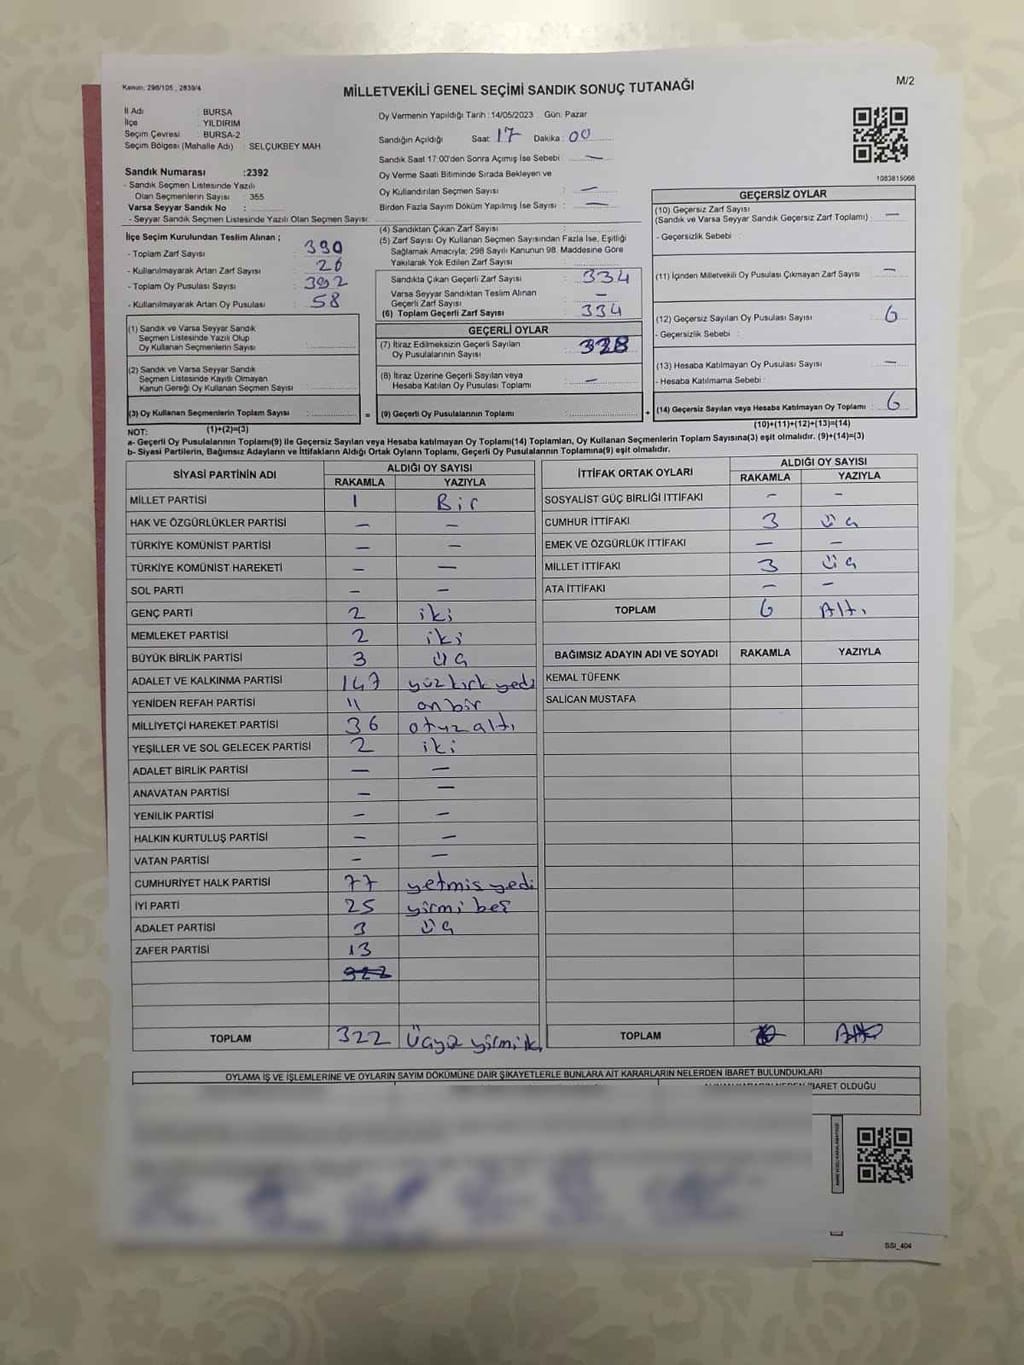 Kanun: 298/105 , 2839/4
M/2
MİLLETVEKİLİ GENEL SEÇİMİ SANDIK SONUÇ TUTANAĞI
İl Adı : BURSA
İlçe : YILDIRIM
Seçim Çevresi : BURSA-2
Seçim Bölgesi (Mahalle Adı) : SELÇUKBEY MAH
Oy Vermenin Yapıldığı Tarih : 14/05/2023 Gün: Pazar
Sandığın Açıldığı Saat: 17 Dakika : 00
Sandık Saat 17:00'den Sonra Açımış İse Sebebi : —
Oy Verme Saati Bitiminde Sırada Bekleyen ve
Oy Kullandırılan Seçmen Sayısı : —
Birden Fazla Sayım Döküm Yapılmış İse Sayısı : —
1083815066
Sandık Numarası :2392
- Sandık Seçmen Listesinde Yazılı
Olan Seçmenlerin Sayısı : 355
Varsa Seyyar Sandık No :
- Seyyar Sandık Seçmen Listesinde Yazılı Olan Seçmen Sayısı:
İlçe Seçim Kurulundan Teslim Alınan ;
- Toplam Zarf Sayısı : 390
- Kullanılmayarak Artan Zarf Sayısı : 26
- Toplam Oy Pusulası Sayısı : 392
- Kullanılmayarak Artan Oy Pusulası : 58
(1) Sandık ve Varsa Seyyar Sandık
Seçmen Listesinde Yazılı Olup
Oy Kullanan Seçmenlerin Sayısı :
(2) Sandık ve Varsa Seyyar Sandık
Seçmen Listesinde Kayıtlı Olmayan
Kanun Gereği Oy Kullanan Seçmen Sayısı :
(3) Oy Kullanan Seçmenlerin Toplam Sayısı :
(1)+(2)=(3)
(4) Sandıktan Çıkan Zarf Sayısı :
(5) Zarf Sayısı Oy Kullanan Seçmen Sayısından Fazla İse, Eşitliği
Sağlamak Amacıyla; 298 Sayılı Kanunun 98. Maddesine Göre
Yakılarak Yok Edilen Zarf Sayısı :
Sandıkta Çıkan Geçerli Zarf Sayısı : 334
Varsa Seyyar Sandıktan Teslim Alınan
Geçerli Zarf Sayısı : —
(6) Toplam Geçerli Zarf Sayısı : 334
GEÇERLİ OYLAR
(7) İtiraz Edilmeksizin Geçerli Sayılan
Oy Pusulalarının Sayısı : 328
(8) İtiraz Üzerine Geçerli Sayılan veya
Hesaba Katılan Oy Pusulası Toplamı : —
= (9) Geçerli Oy Pusulalarının Toplamı :
GEÇERSİZ OYLAR
(10) Geçersiz Zarf Sayısı
(Sandık ve Varsa Seyyar Sandık Geçersiz Zarf Toplamı) : —
- Geçersizlik Sebebi :
(11) İçinden Milletvekili Oy Pusulası Çıkmayan Zarf Sayısı : —
(12) Geçersiz Sayılan Oy Pusulası Sayısı : 6
- Geçersizlik Sebebi :
(13) Hesaba Katılmayan Oy Pusulası Sayısı : —
- Hesaba Katılmama Sebebi :
+ (14) Geçersiz Sayılan veya Hesaba Katılmayan Oy Toplamı : 6
(10)+(11)+(12)+(13)=(14)
NOT:
a- Geçerli Oy Pusulalarının Toplamı(9) ile Geçersiz Sayılan veya Hesaba katılmayan Oy Toplamı(14) Toplamları, Oy Kullanan Seçmenlerin Toplam Sayısına(3) eşit olmalıdır. (9)+(14)=(3)
b- Siyasi Partilerin, Bağımsız Adayların ve İttifakların Aldığı Ortak Oyların Toplamı, Geçerli Oy Pusulalarının Toplamına(9) eşit olmalıdır.
SİYASİ PARTİNİN ADI ALDIĞI OY SAYISI
RAKAMLA YAZIYLA
MİLLET PARTİSİ 1 Bir
HAK VE ÖZGÜRLÜKLER PARTİSİ — —
TÜRKİYE KOMÜNİST PARTİSİ — —
TÜRKİYE KOMÜNİST HAREKETİ — —
SOL PARTİ — —
GENÇ PARTİ 2 iki
MEMLEKET PARTİSİ 2 iki
BÜYÜK BİRLİK PARTİSİ 3 üç
ADALET VE KALKINMA PARTİSİ 147 yüzkırk yedi
YENİDEN REFAH PARTİSİ 11 onbir
MİLLİYETÇİ HAREKET PARTİSİ 36 otuzaltı
YEŞİLLER VE SOL GELECEK PARTİSİ 2 iki
ADALET BİRLİK PARTİSİ — —
ANAVATAN PARTİSİ — —
YENİLİK PARTİSİ — —
HALKIN KURTULUŞ PARTİSİ — —
VATAN PARTİSİ — —
CUMHURİYET HALK PARTİSİ 77 yetmiş yedi
İYİ PARTİ 25 yirmi beş
ADALET PARTİSİ 3 üç
ZAFER PARTİSİ 13
322
TOPLAM 322 Üçyüz yirmi ik
İTTİFAK ORTAK OYLARI ALDIĞI OY SAYISI
RAKAMLA YAZIYLA
SOSYALİST GÜÇ BİRLİĞİ İTTİFAKI — —
CUMHUR İTTİFAKI 3 üç
EMEK VE ÖZGÜRLÜK İTTİFAKI — —
MİLLET İTTİFAKI 3 üç
ATA İTTİFAKI — —
TOPLAM 6 Altı
BAĞIMSIZ ADAYIN ADI VE SOYADI RAKAMLA YAZIYLA
KEMAL TÜFENK
SALİCAN MUSTAFA
TOPLAM
OYLAMA İŞ VE İŞLEMLERİNE VE OYLARIN SAYIM DÖKÜMÜNE DAİR ŞİKAYETLERLE BUNLARA AİT KARARLARIN NELERDEN İBARET BULUNDUKLARI
İBARET OLDUĞU
SSI_404